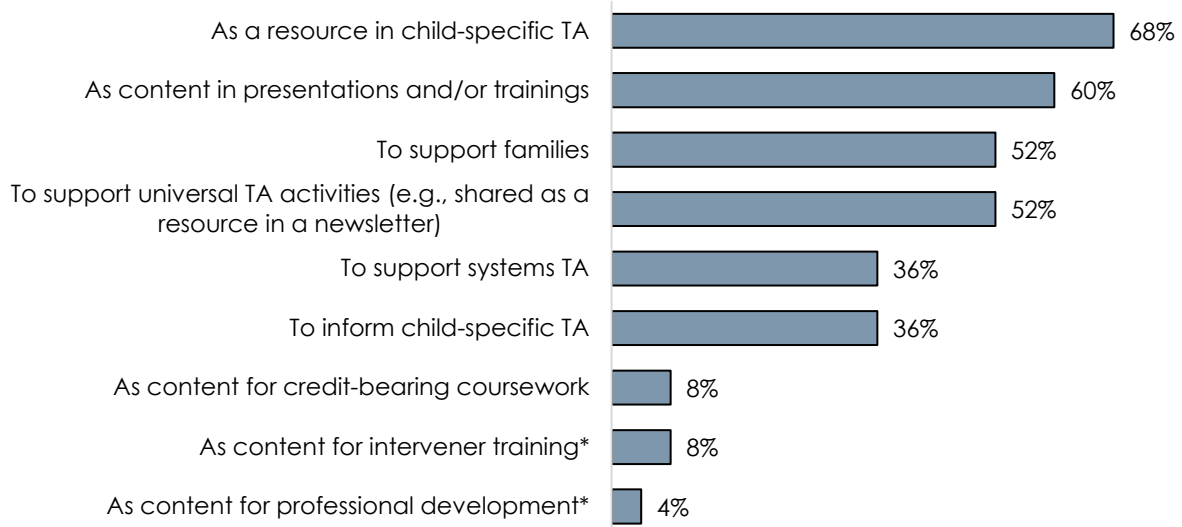 As a resource in child-specific TA 68%
As content in presentations and/or trainings 60%
To support families 52%
To support universal TA activities (e.g., shared as a
resource in a newsletter) 52%
To support systems TA 36%
To inform child-specific TA 36%
As content for credit-bearing coursework 8%
As content for intervener training* 8%
As content for professional development* 4%